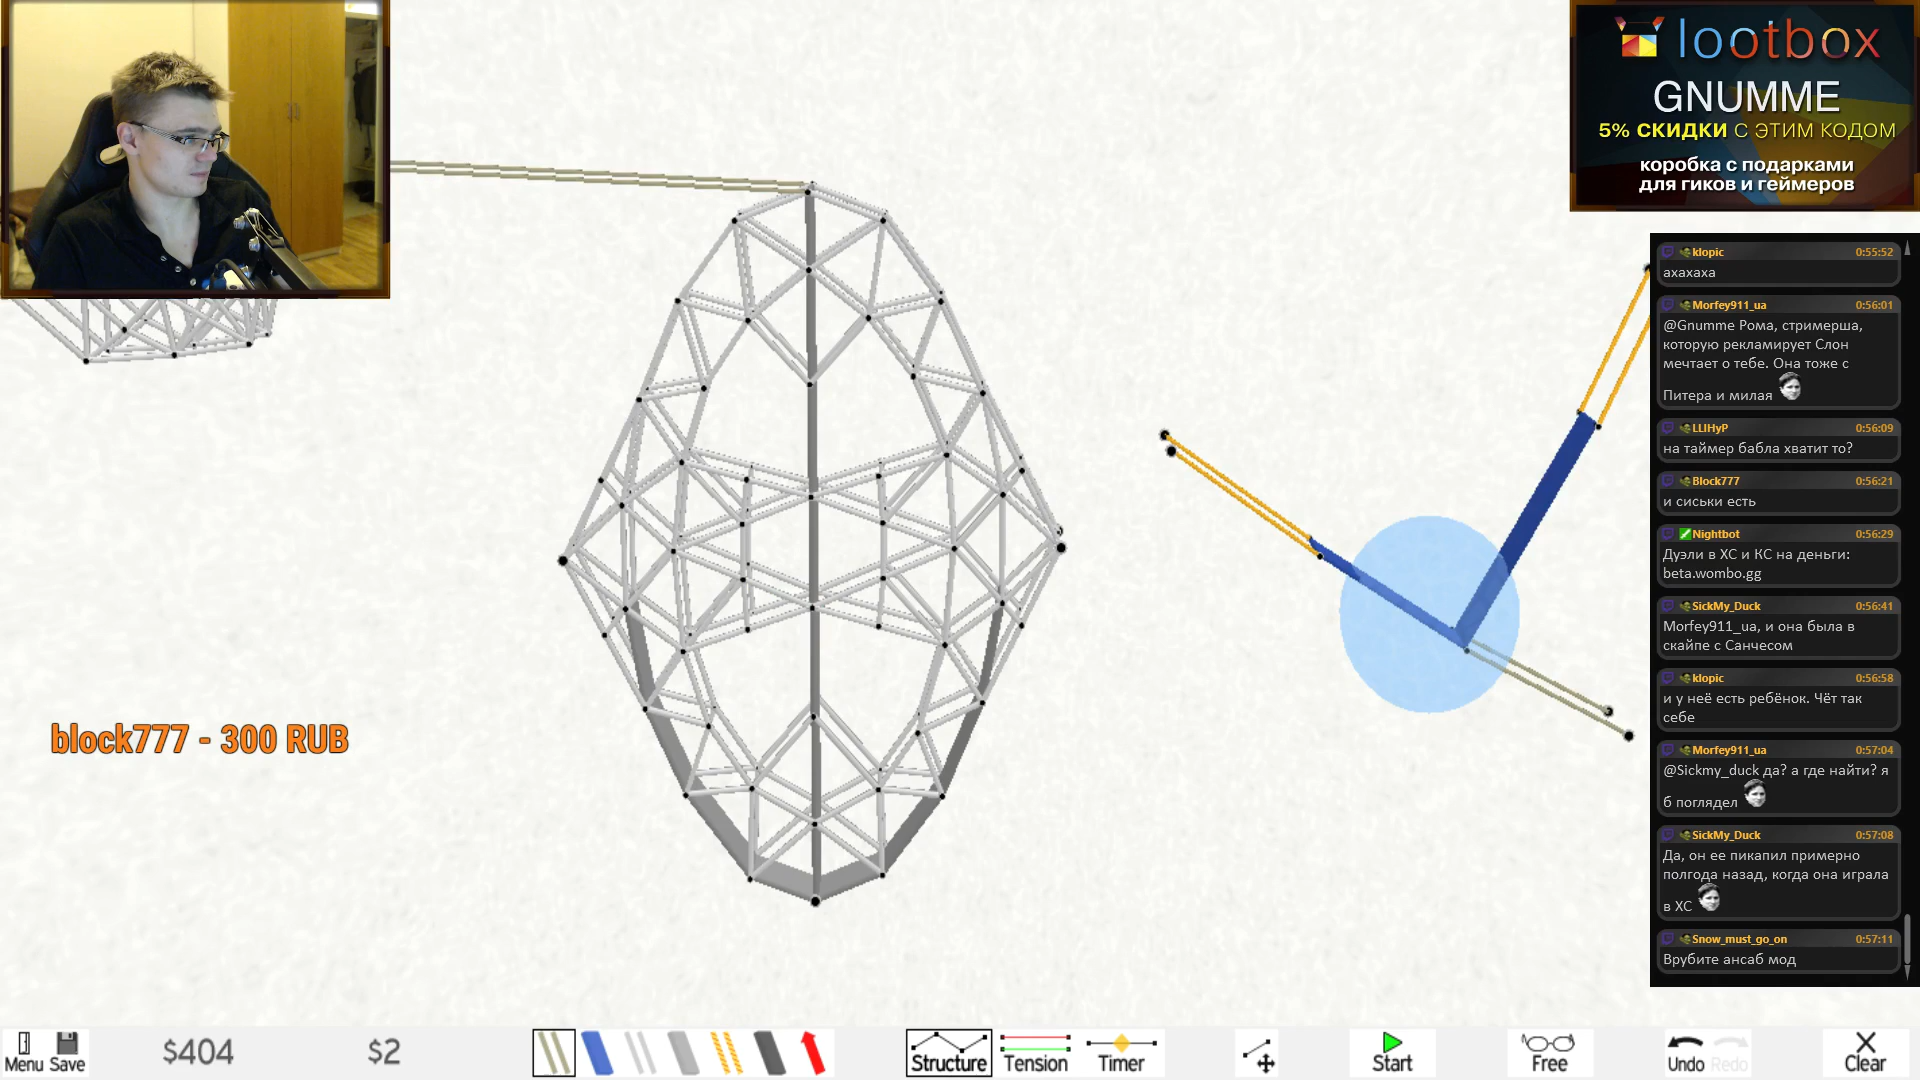 lootbox
GNUMME
5% СКИДКИ С ЭТИМ КОДОМ
коробка с подарками
для гиков и геймеров
klopic 0:55:52
ахахаха
Morfey911_ua 0:56:01
@Gnumme Рома, стримерша,
которую рекламирует Слон
мечтает о тебе. Она тоже с
Питера и милая
LLIHyP 0:56:09
на таймер бабла хватит то?
Block777 0:56:21
и сиськи есть
Nightbot 0:56:29
Дуэли в ХС и КС на деньги:
beta.wombo.gg
SickMy_Duck 0:56:41
Morfey911_ua, и она была в
скайпе с Санчесом
klopic 0:56:58
и у неё есть ребёнок. Чёт так
себе
Morfey911_ua 0:57:04
@Sickmy_duck да? а где найти? я
б поглядел
SickMy_Duck 0:57:08
Да, он ее пикапил примерно
полгода назад, когда она играла
в ХС
Snow_must_go_on 0:57:11
Врубите ансаб мод
block777 - 300 RUB
Menu Save $404 $2 Structure Tension Timer Start Free Undo Redo Clear